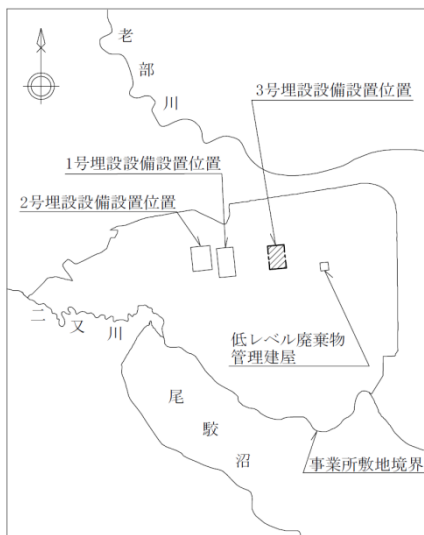 老部川
3号埋設設備設置位置
1号埋設設備設置位置
2号埋設設備設置位置
二又川
低レベル廃棄物
管理建屋
尾駮沼
事業所敷地境界